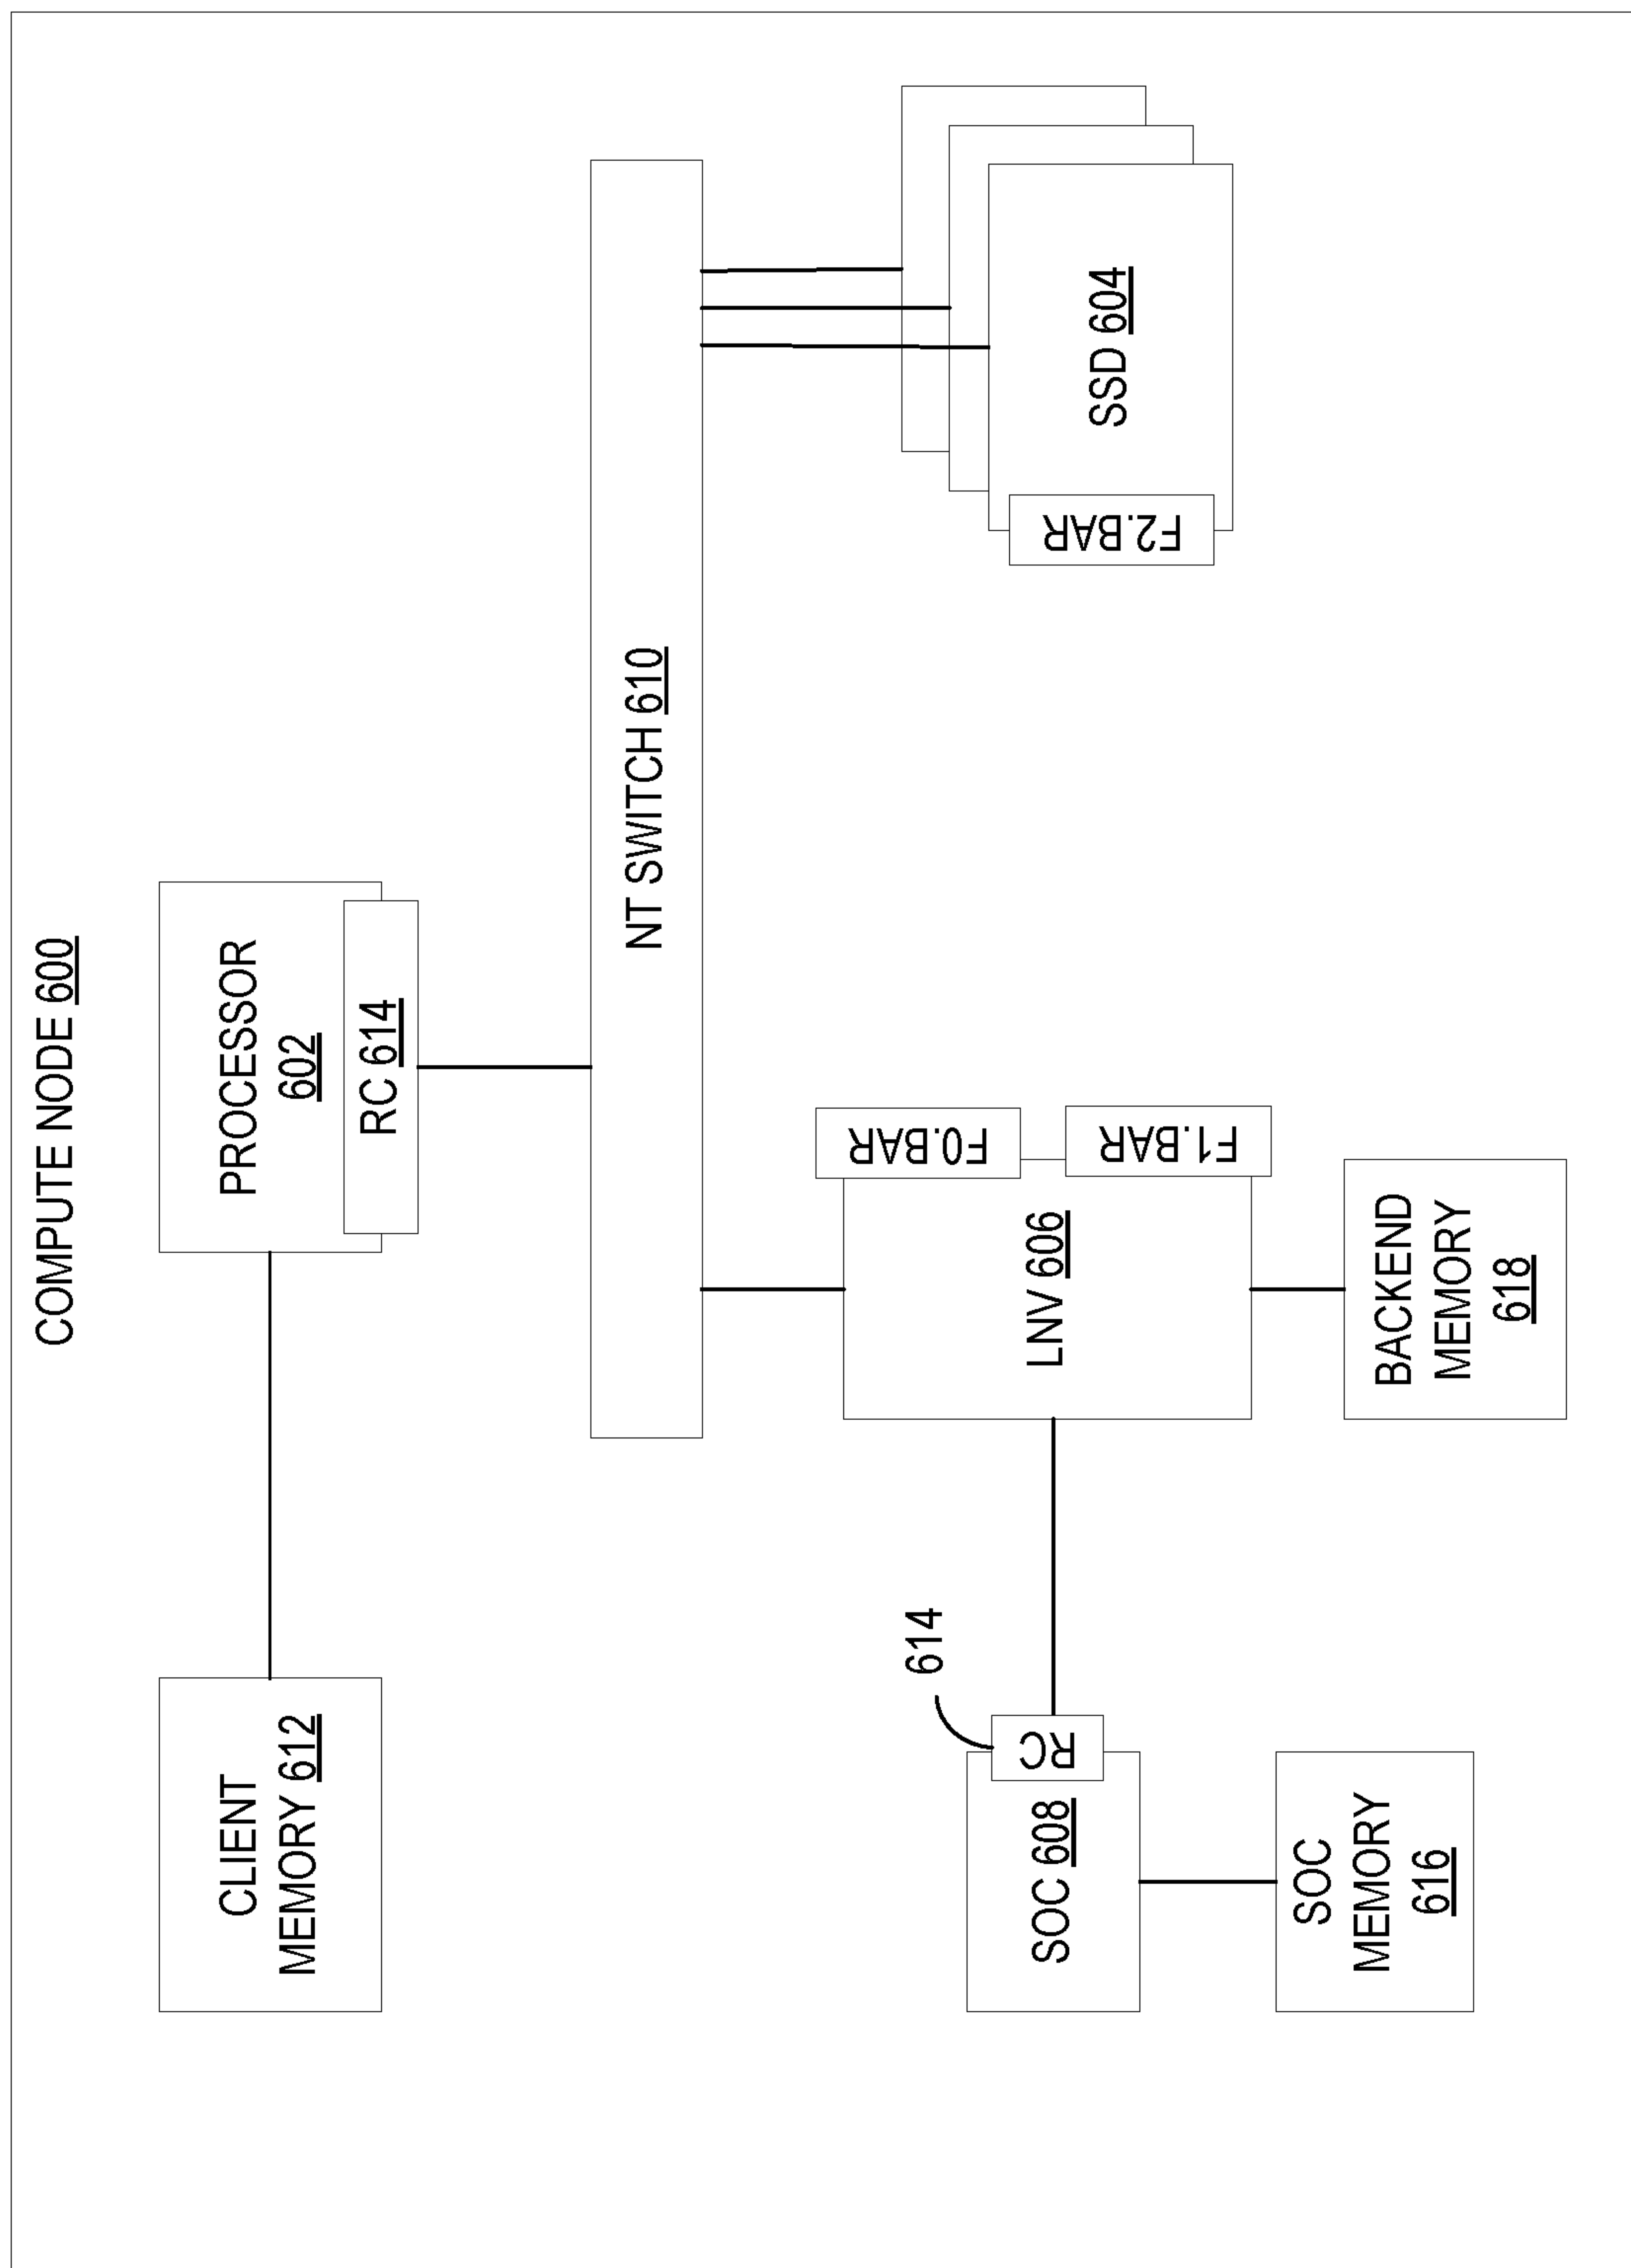 COMPUTE NODE 600
CLIENT
MEMORY 612
PROCESSOR
602
RC 614
NT SWITCH 610
614
RC
SOC 608
SOC
MEMORY
616
LNV 606
F0.BAR
F1.BAR
BACKEND
MEMORY
618
SSD 604
F2.BAR